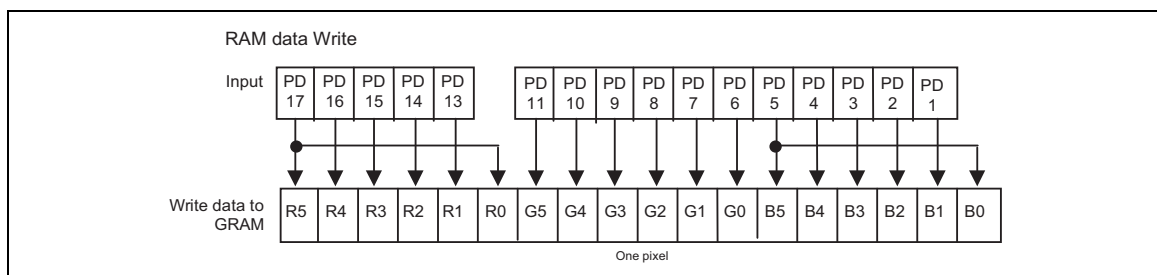 RAM data Write
Input PD PD PD PD PD PD PD PD PD PD PD PD PD PD PD PD
17 16 15 14 13 11 10 9 8 7 6 5 4 3 2 1
Write data to R5 R4 R3 R2 R1 R0 G5 G4 G3 G2 G1 G0 B5 B4 B3 B2 B1 B0
GRAM
One pixel